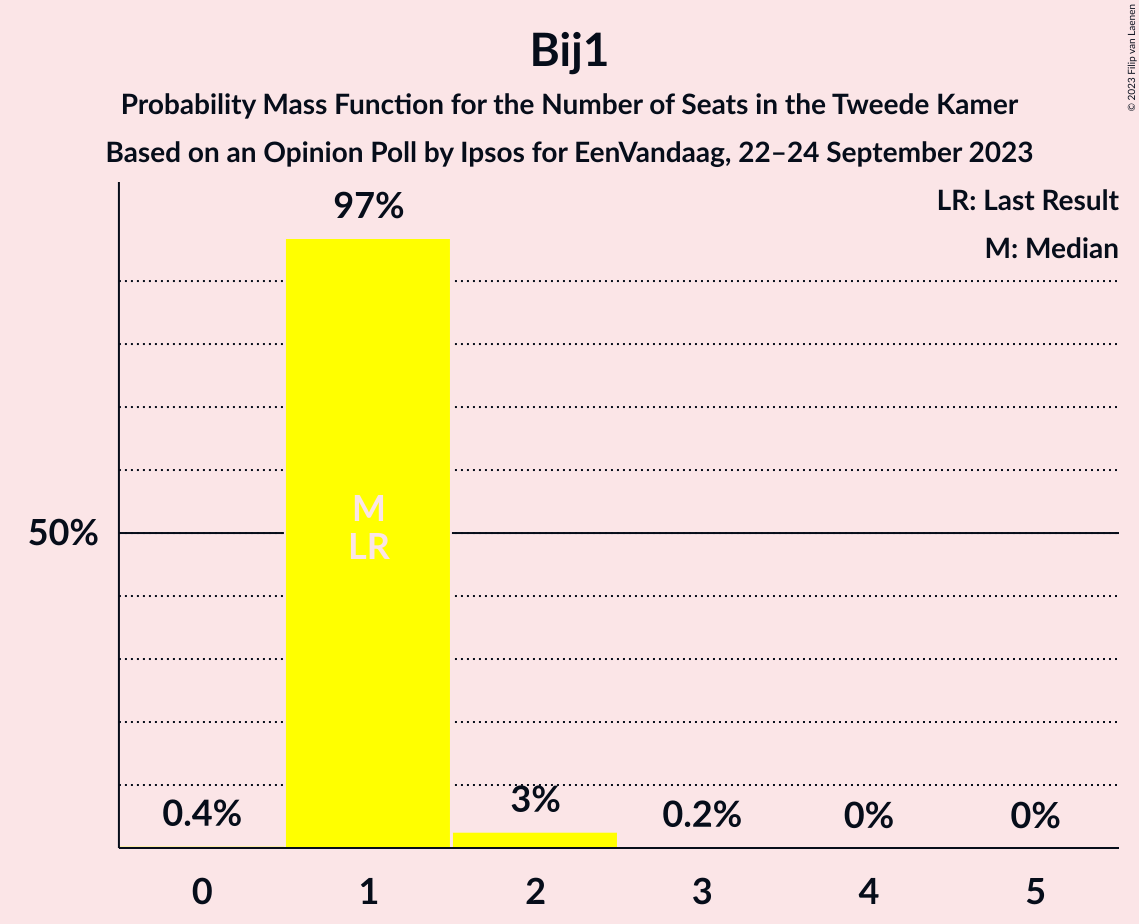 Bij1
Probability Mass Function for the Number of Seats in the Tweede Kamer
Based on an Opinion Poll by Ipsos for EenVandaag, 22–24 September 2023
© 2023 Filip van Laenen
LR: Last Result
M: Median
97%
M
LR
50%
0.4%
3%
0.2%
0%
0%
0
1
2
3
4
5